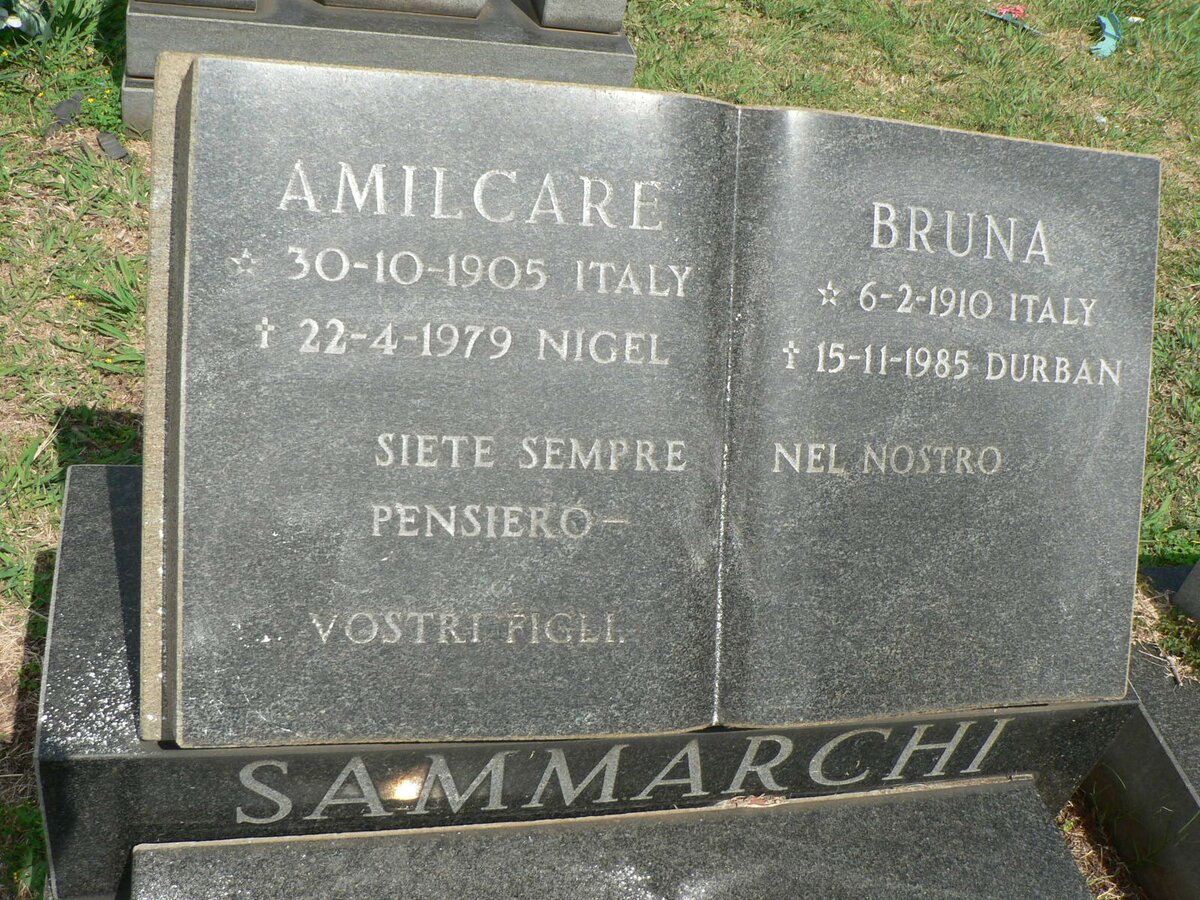 AMILCARE
☆ 30-10-1905 ITALY
† 22-4-1979 NIGEL
BRUNA
☆ 6-2-1910 ITALY
† 15-11-1985 DURBAN
SIETE SEMPRE NEL NOSTRO
PENSIERO-
VOSTRI FIGLI.
SAMMARCHI